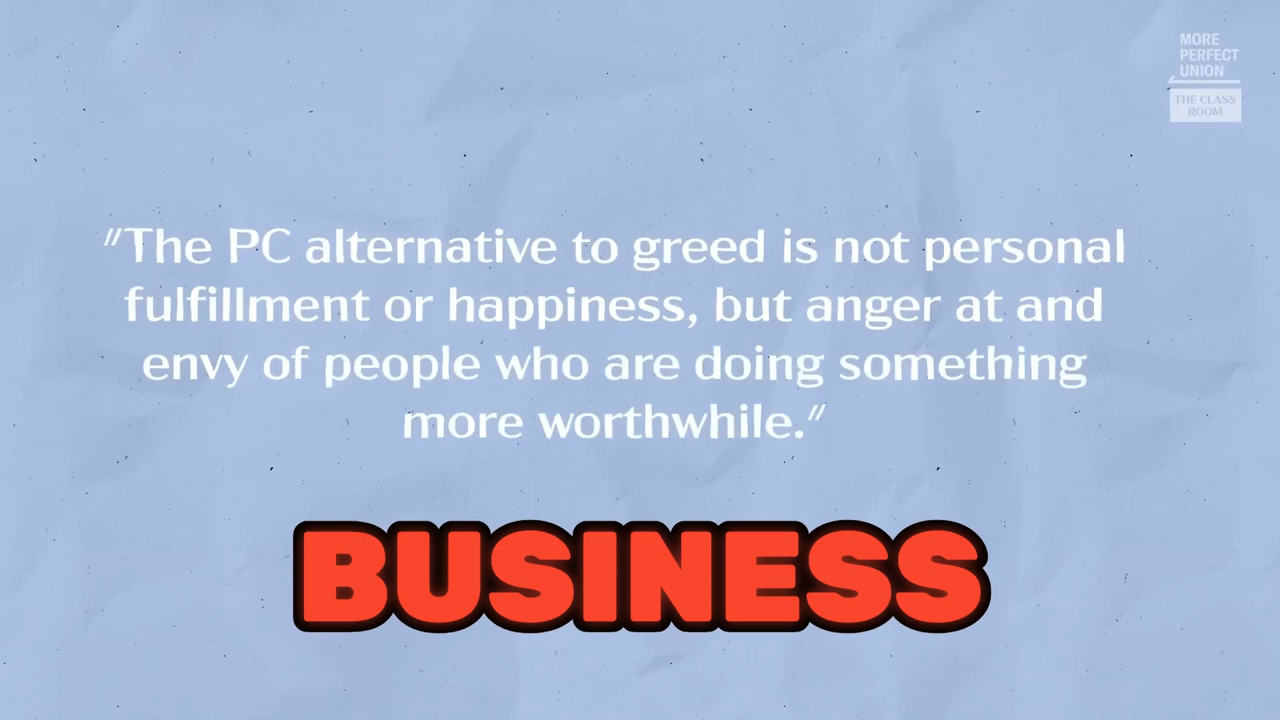 MORE
PERFECT
UNION
THE CLASS
ROOM
"The PC alternative to greed is not personal
fulfillment or happiness, but anger at and
envy of people who are doing something
more worthwhile."
BUSINESS